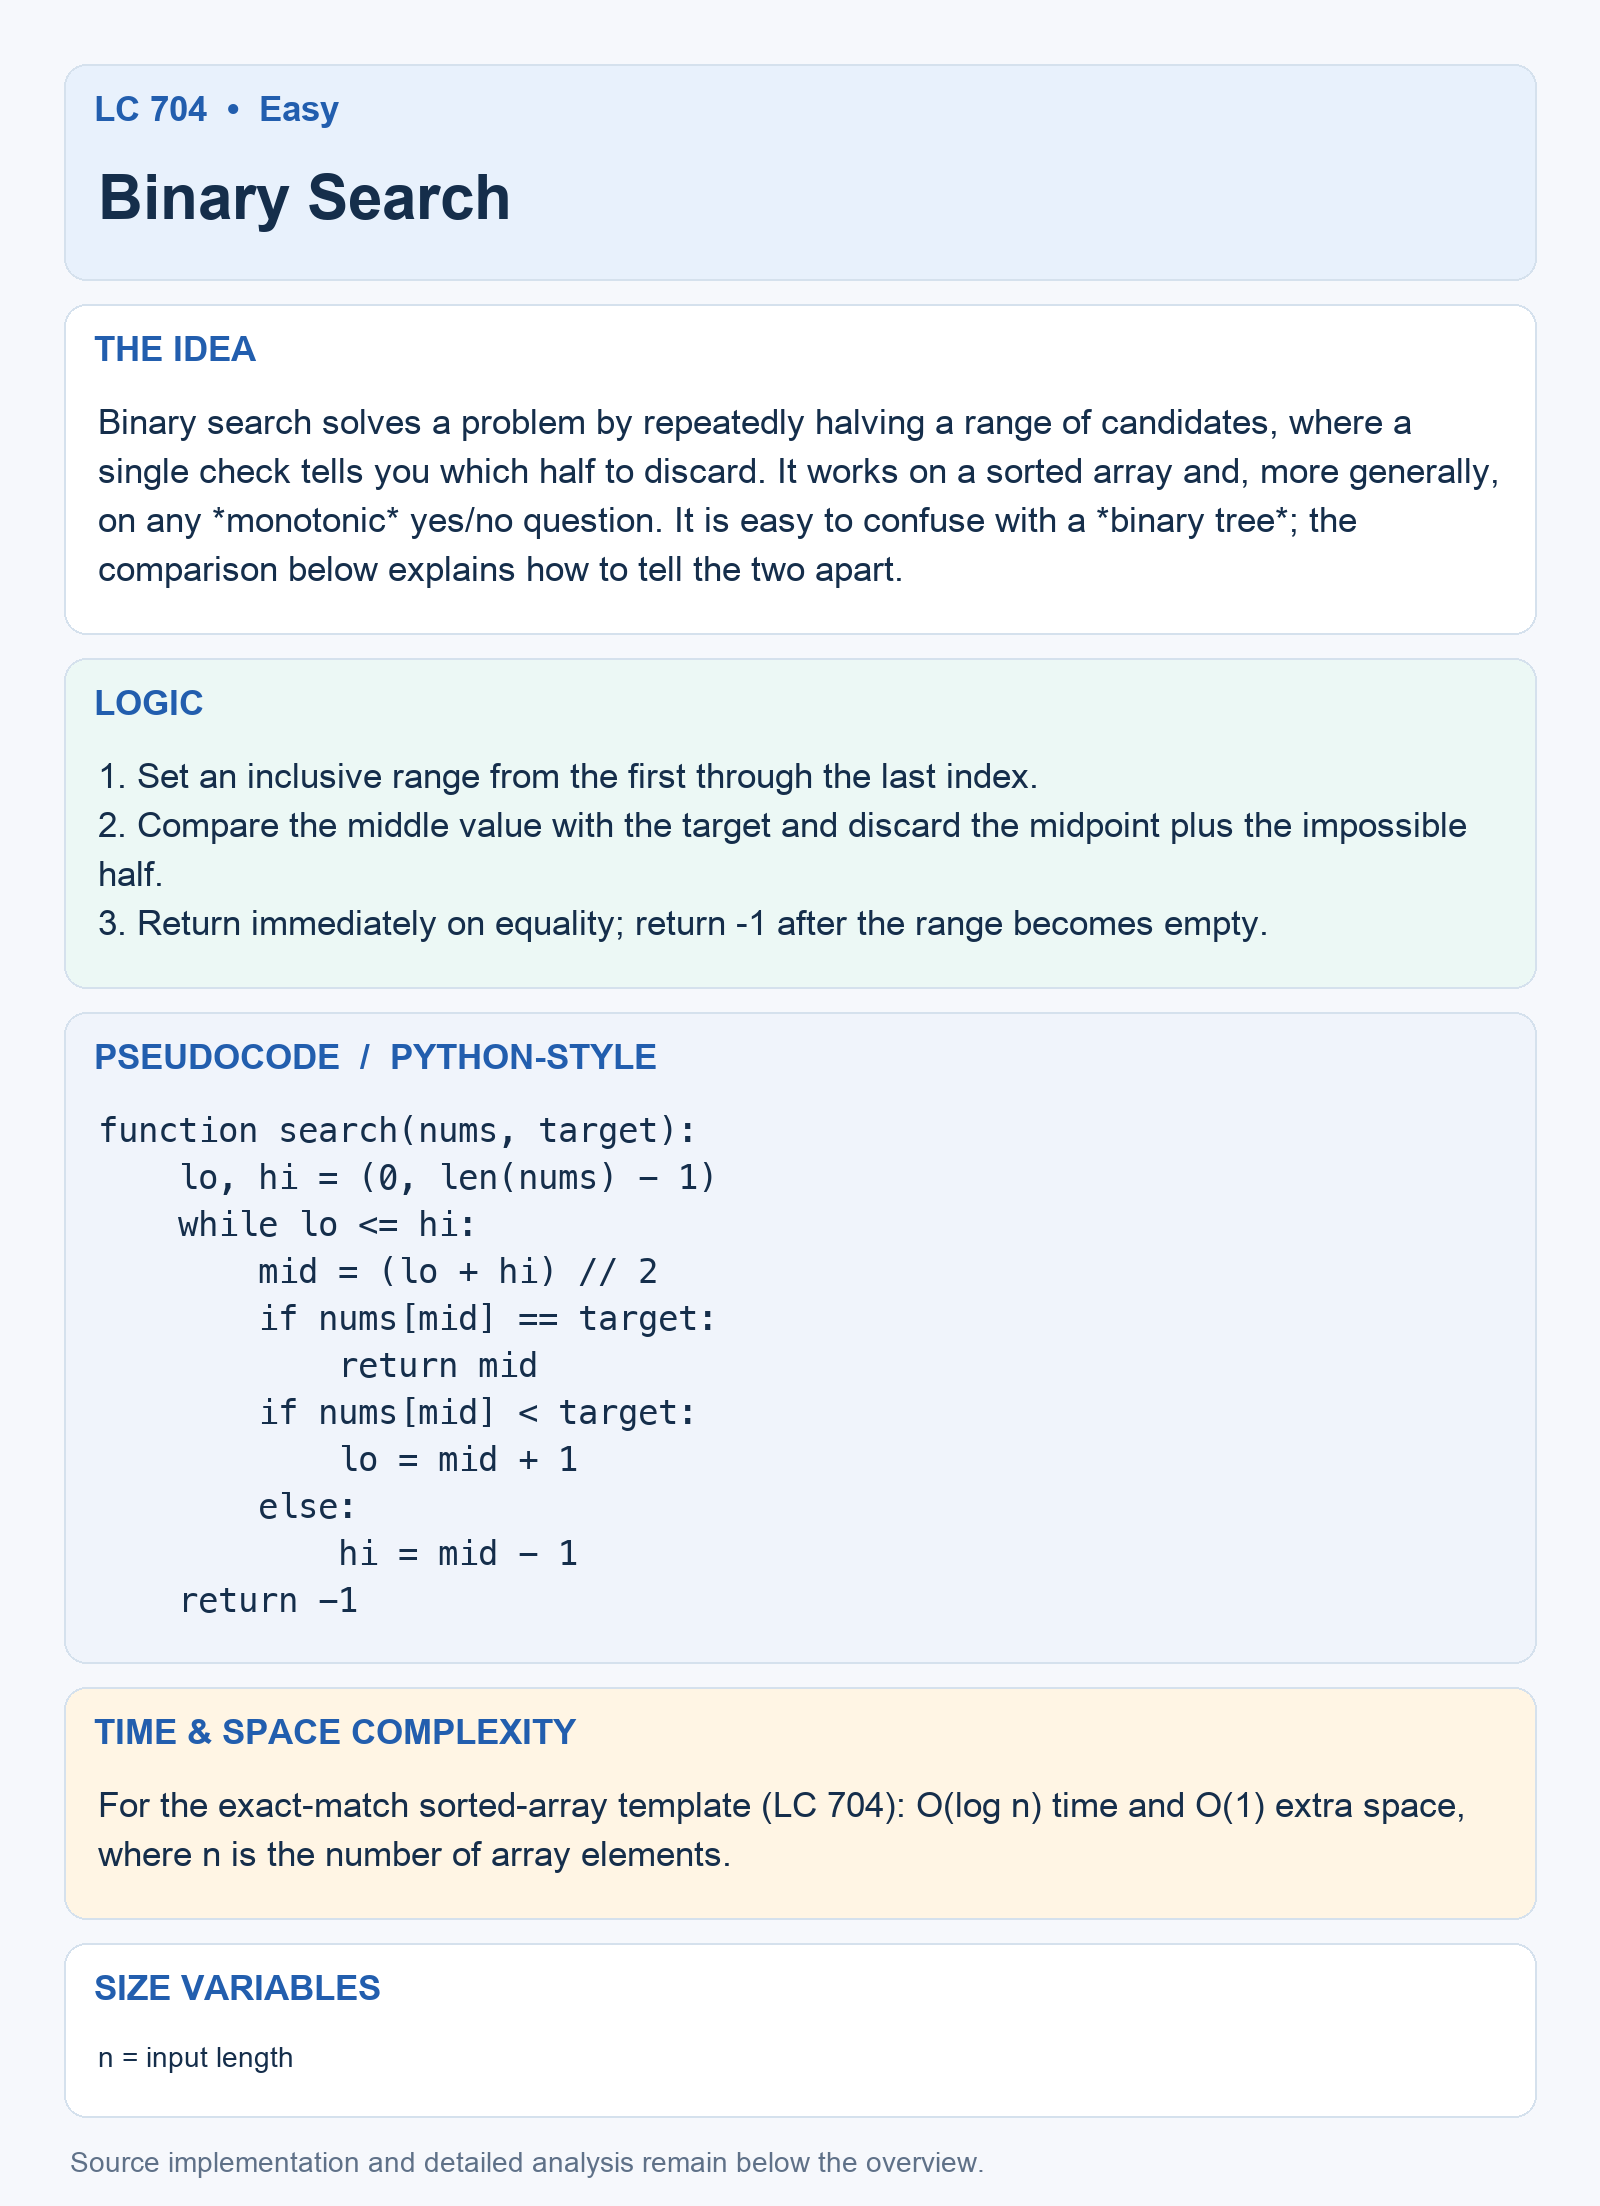 LC 704 • Easy
Binary Search
THE IDEA
Binary search solves a problem by repeatedly halving a range of candidates, where a
single check tells you which half to discard. It works on a sorted array and, more generally,
on any *monotonic* yes/no question. It is easy to confuse with a *binary tree*; the
comparison below explains how to tell the two apart.
LOGIC
1. Set an inclusive range from the first through the last index.
2. Compare the middle value with the target and discard the midpoint plus the impossible
half.
3. Return immediately on equality; return -1 after the range becomes empty.
PSEUDOCODE / PYTHON-STYLE
function search(nums, target):
    lo, hi = (0, len(nums) − 1)
    while lo <= hi:
        mid = (lo + hi) // 2
        if nums[mid] == target:
            return mid
        if nums[mid] < target:
            lo = mid + 1
        else:
            hi = mid − 1
    return −1
TIME & SPACE COMPLEXITY
For the exact-match sorted-array template (LC 704): O(log n) time and O(1) extra space,
where n is the number of array elements.
SIZE VARIABLES
n = input length
Source implementation and detailed analysis remain below the overview.